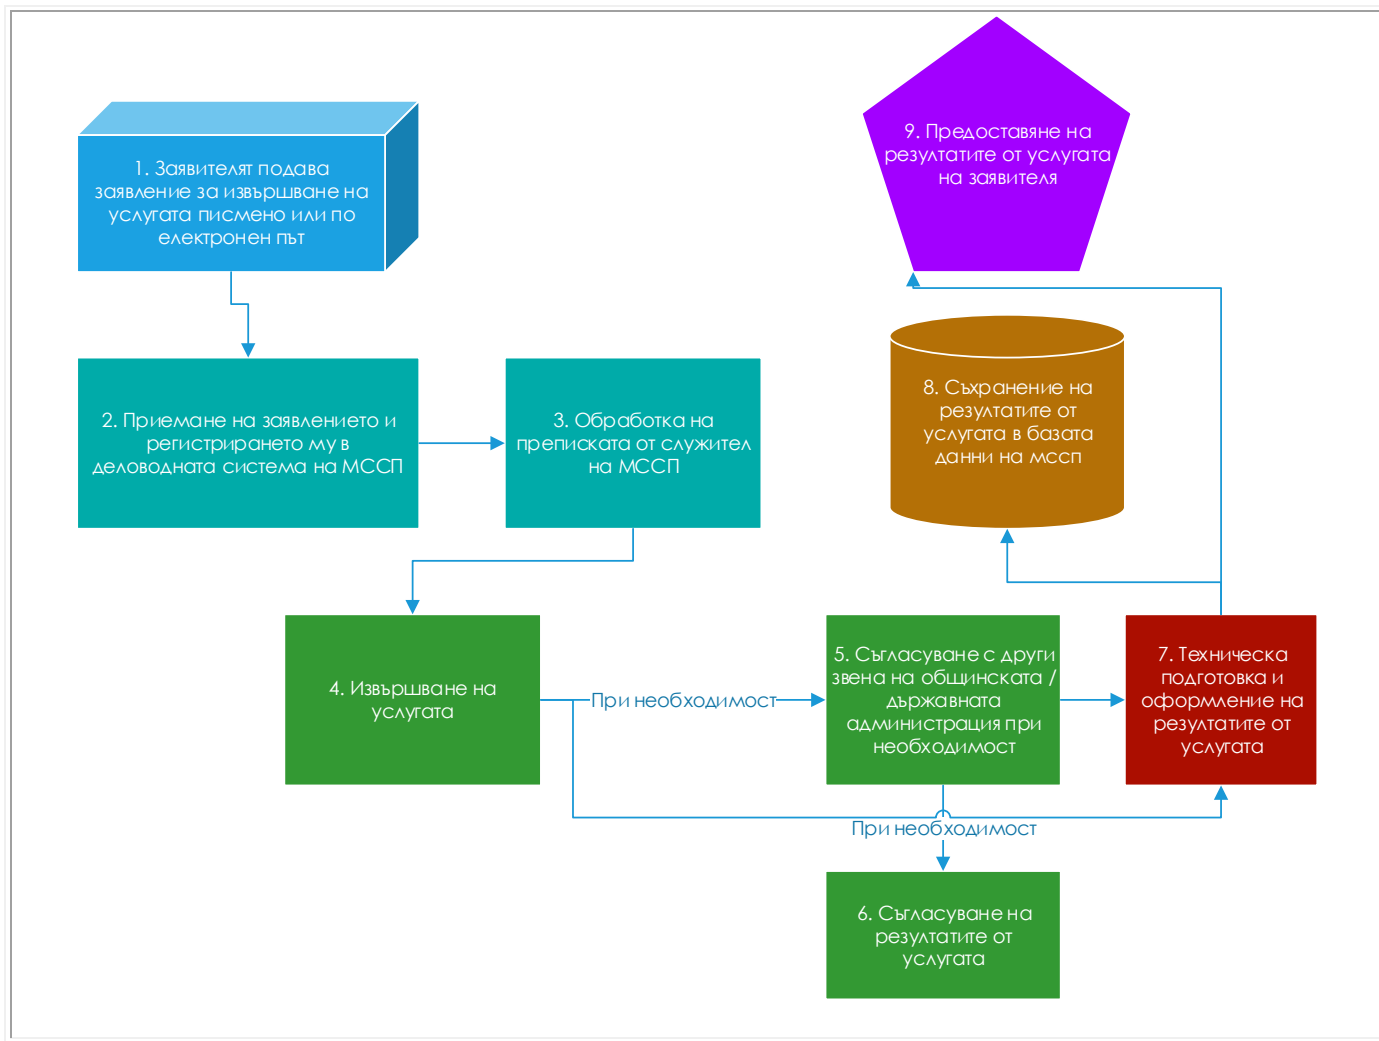 1. Заявителят подава
заявление за извършване на
услугата писмено или по
електронен път
2. Приемане на заявлението и
регистрирането му в
деловодната система на МССП
3. Обработка на
преписката от служител
на МССП
4. Извършване на
услугата
При необходимост
5. Съгласуване с други
звена на общинската /
държавната
администрация при
необходимост
При необходимост
6. Съгласуване на
резултатите от
услугата
7. Техническа
подготовка и
оформление на
резултатите от
услугата
8. Съхранение на
резултатите от
услугата в базата
данни на мссп
9. Предоставяне на
резултатите от услугата
на заявителя